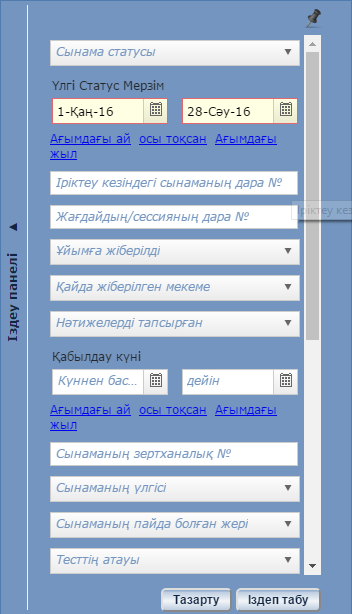 Сынама статусы
Үлгі Статус Мерзім
1-Қаң-16 28-Сәу-16
Ағымдағы ай осы тоқсан Ағымдағы
жыл
Іріктеу кезіндегі сынаманың дара №
Жағдайдың/сессияның дара №
Іріктеу кез
Ұйымға жіберілді
Қайда жіберілген мекеме
Нәтижелерді тапсырған
Қабылдау күні
Күннен бас... дейін
Ағымдағы ай осы тоқсан Ағымдағы
жыл
Сынаманың зертханалық №
Сынаманың үлгісі
Сынаманың пайда болған жері
Тесттің атауы
Тазарту Іздеп табу
Іздеу панелі